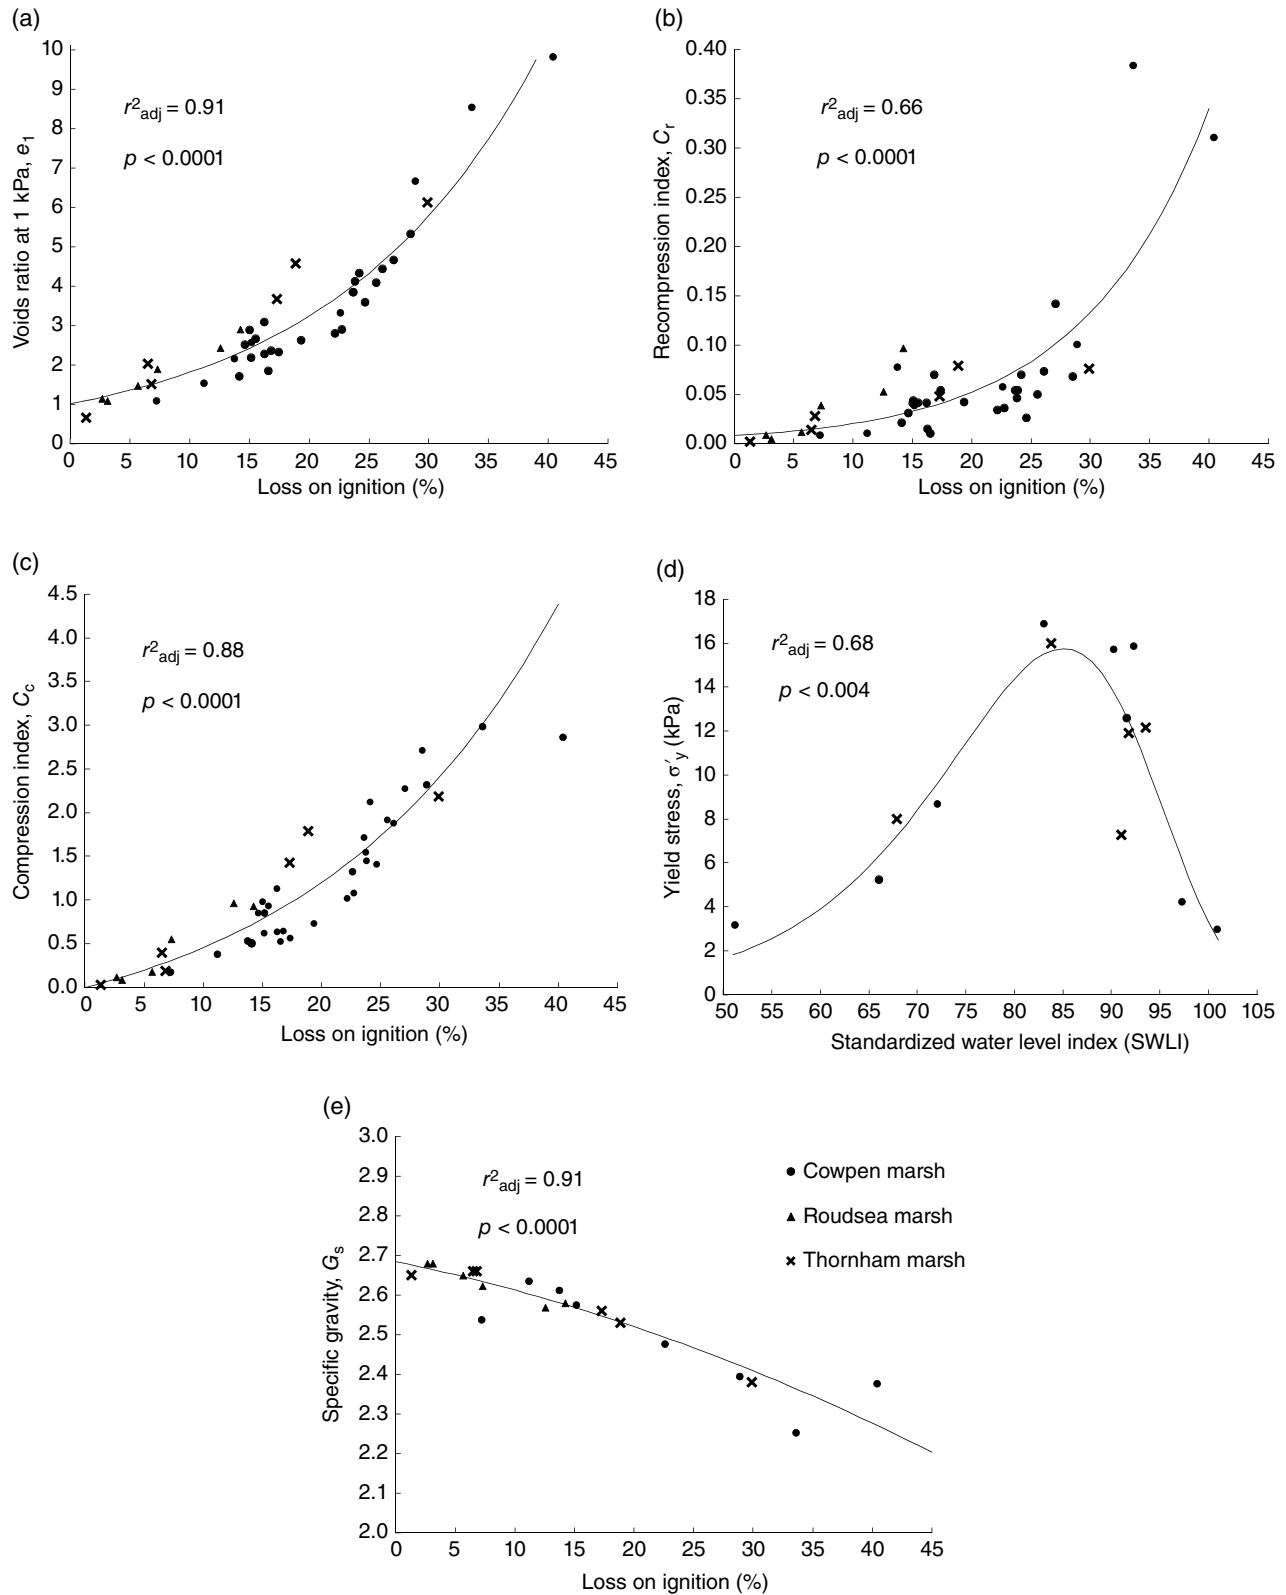 (a)
10
9
8
7
6
5
4
3
2
1
0
Voids ratio at 1 kPa, e1
r2adj = 0.91
p < 0.0001
0 5 10 15 20 25 30 35 40 45
Loss on ignition (%)
(b)
0.40
0.35
0.30
0.25
0.20
0.15
0.10
0.05
0.00
Recompression index, Cr
r2adj = 0.66
p < 0.0001
0 5 10 15 20 25 30 35 40 45
Loss on ignition (%)
(c)
4.5
4.0
3.5
3.0
2.5
2.0
1.5
1.0
0.5
0.0
Compression index, Cc
r2adj = 0.88
p < 0.0001
0 5 10 15 20 25 30 35 40 45
Loss on ignition (%)
(d)
18
16
14
12
10
8
6
4
2
0
Yield stress, σ′y (kPa)
r2adj = 0.68
p < 0.004
50 55 60 65 70 75 80 85 90 95 100 105
Standardized water level index (SWLI)
(e)
3.0
2.9
2.8
2.7
2.6
2.5
2.4
2.3
2.2
2.1
2.0
Specific gravity, Gs
r2adj = 0.91
p < 0.0001
0 5 10 15 20 25 30 35 40 45
Loss on ignition (%)
Cowpen marsh
Roudsea marsh
Thornham marsh